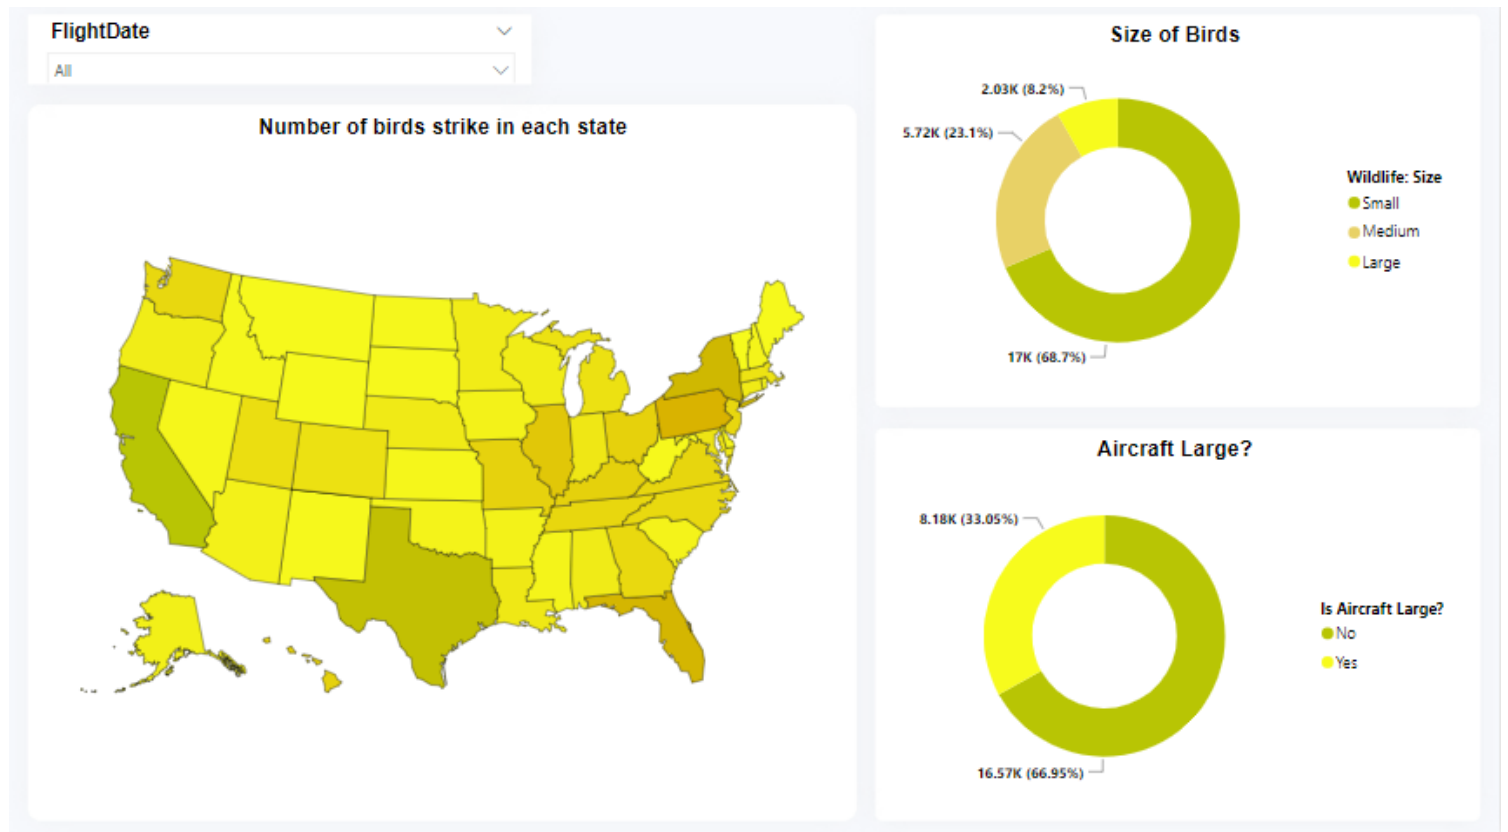 FlightDate
All
Number of birds strike in each state
Size of Birds
2.03K (8.2%)
5.72K (23.1%)
17K (68.7%)
Wildlife: Size
Small
Medium
Large
Aircraft Large?
8.18K (33.05%)
16.57K (66.95%)
Is Aircraft Large?
No
Yes